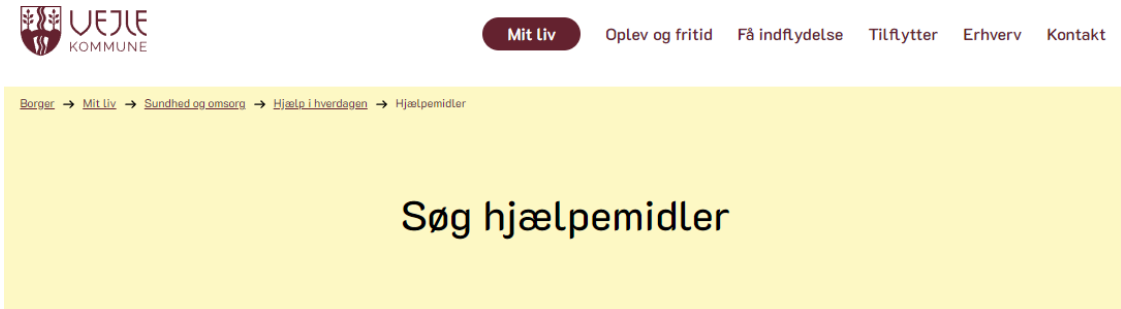 VEJLE
KOMMUNE
Mit liv Oplev og fritid Få indflydelse Tilflytter Erhverv Kontakt
Borger → Mit liv → Sundhed og omsorg → Hjælp i hverdagen → Hjælpemidler
Søg hjælpemidler